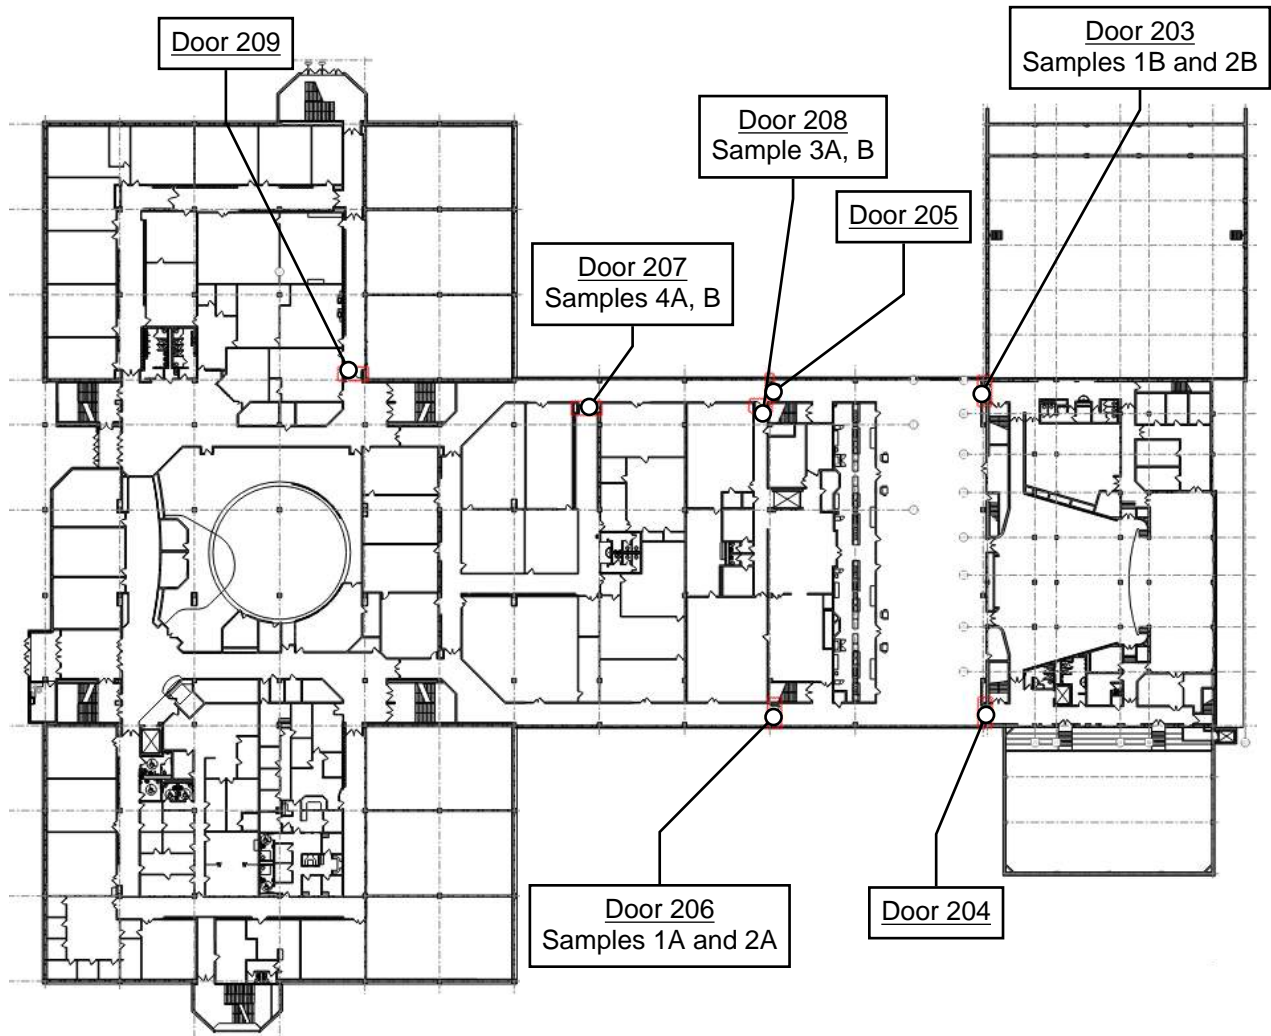 Door 209
Door 203
Samples 1B and 2B
Door 208
Sample 3A, B
Door 205
Door 207
Samples 4A, B
Door 206
Samples 1A and 2A
Door 204